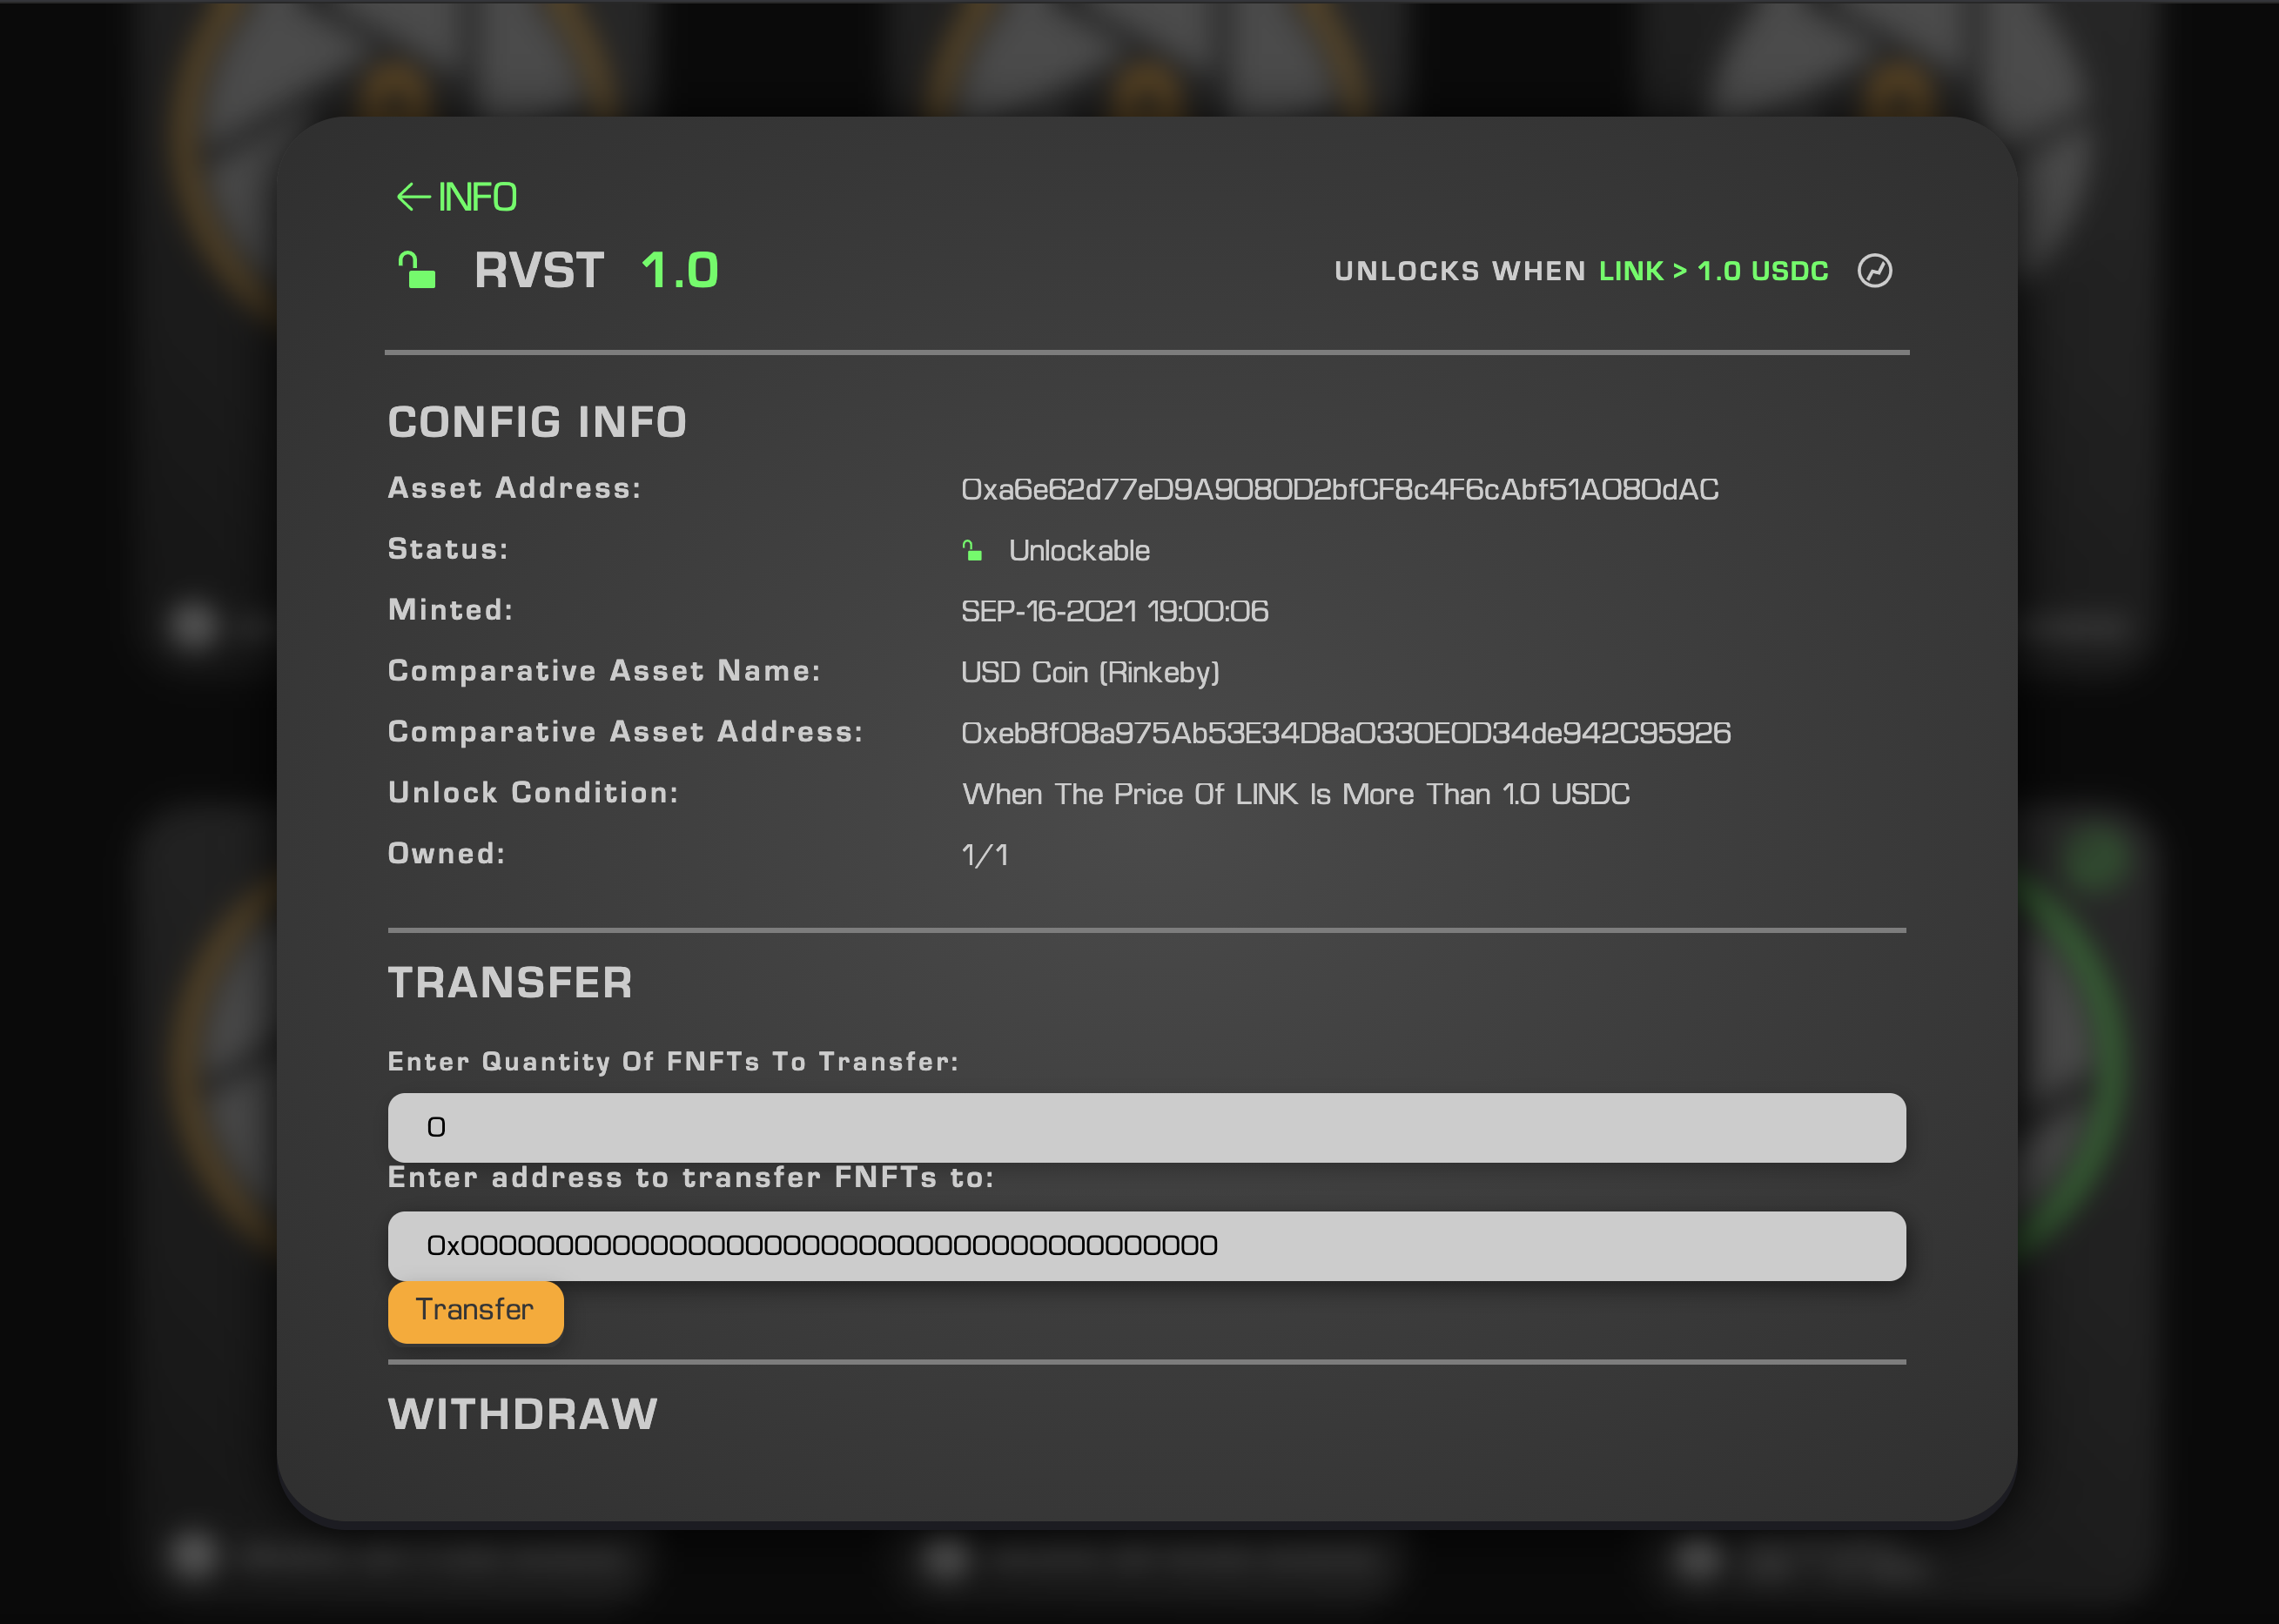 INFO
RVST 1.0
UNLOCKS WHEN LINK > 1.0 USDC
CONFIG INFO
Asset Address: 0xa6e62d77eD9A9080D2bfCF8c4F6cAbf51A080dAC
Status: Unlockable
Minted: SEP-16-2021 19:00:06
Comparative Asset Name: USD Coin (Rinkeby)
Comparative Asset Address: 0xeb8f08a975Ab53E34D8a0330E0D34de942C95926
Unlock Condition: When The Price Of LINK Is More Than 1.0 USDC
Owned: 1/1
TRANSFER
Enter Quantity Of FNFTs To Transfer:
0
Enter address to transfer FNFTs to:
0x0000000000000000000000000000000000000000
Transfer
WITHDRAW